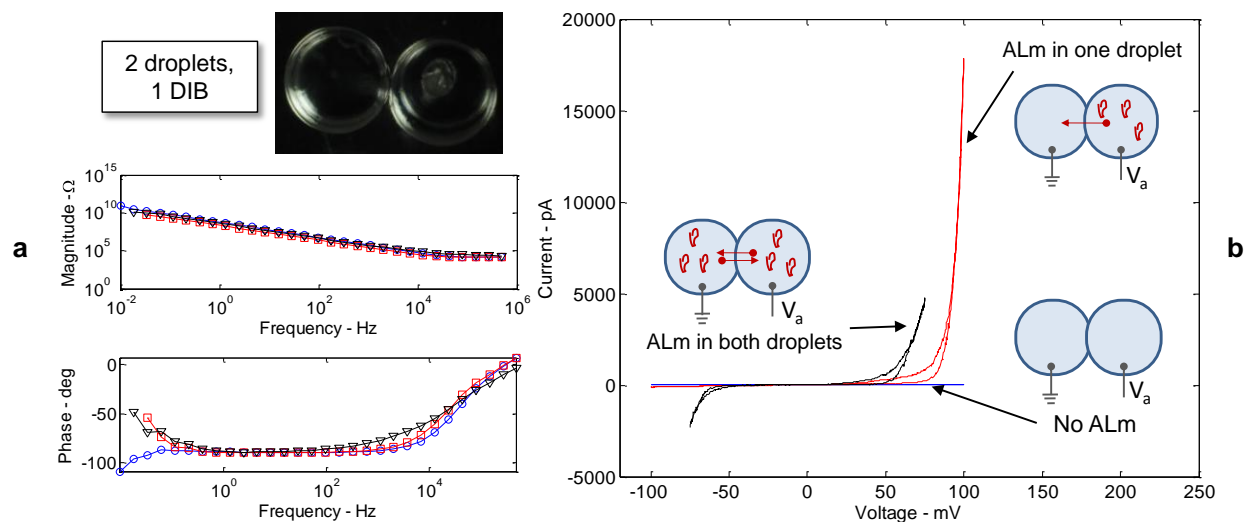 2 droplets,
1 DIB
a
10^15
10^10
10^5
10^0
Magnitude - Ω
10^-2 10^0 10^2 10^4 10^6
Frequency - Hz
0
-50
-100
Phase - deg
10^0 10^2 10^4
Frequency - Hz
b
20000
15000
10000
5000
0
-5000
Current - pA
-100 -50 0 50 100 150 200 250
Voltage - mV
ALm in one droplet
V_a
V_a
ALm in both droplets
V_a
No ALm